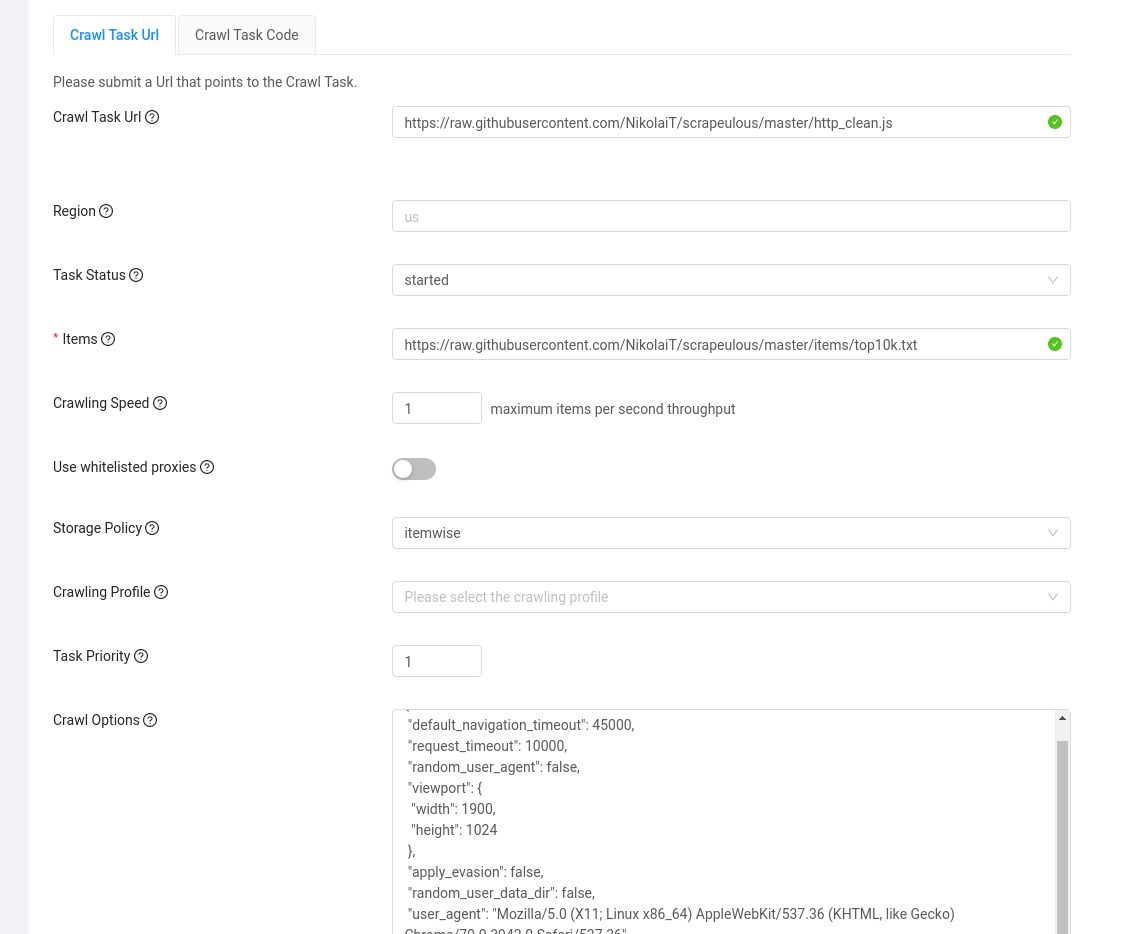 Crawl Task Url
Crawl Task Code
Please submit a Url that points to the Crawl Task.
Crawl Task Url
https://raw.githubusercontent.com/NikolaiT/scrapeulous/master/http_clean.js
Region
us
Task Status
started
* Items
https://raw.githubusercontent.com/NikolaiT/scrapeulous/master/items/top10k.txt
Crawling Speed
1
maximum items per second throughput
Use whitelisted proxies
Storage Policy
itemwise
Crawling Profile
Please select the crawling profile
Task Priority
1
Crawl Options
"default_navigation_timeout": 45000,
"request_timeout": 10000,
"random_user_agent": false,
"viewport": {
"width": 1900,
"height": 1024
},
"apply_evasion": false,
"random_user_data_dir": false,
"user_agent": "Mozilla/5.0 (X11; Linux x86_64) AppleWebKit/537.36 (KHTML, like Gecko)